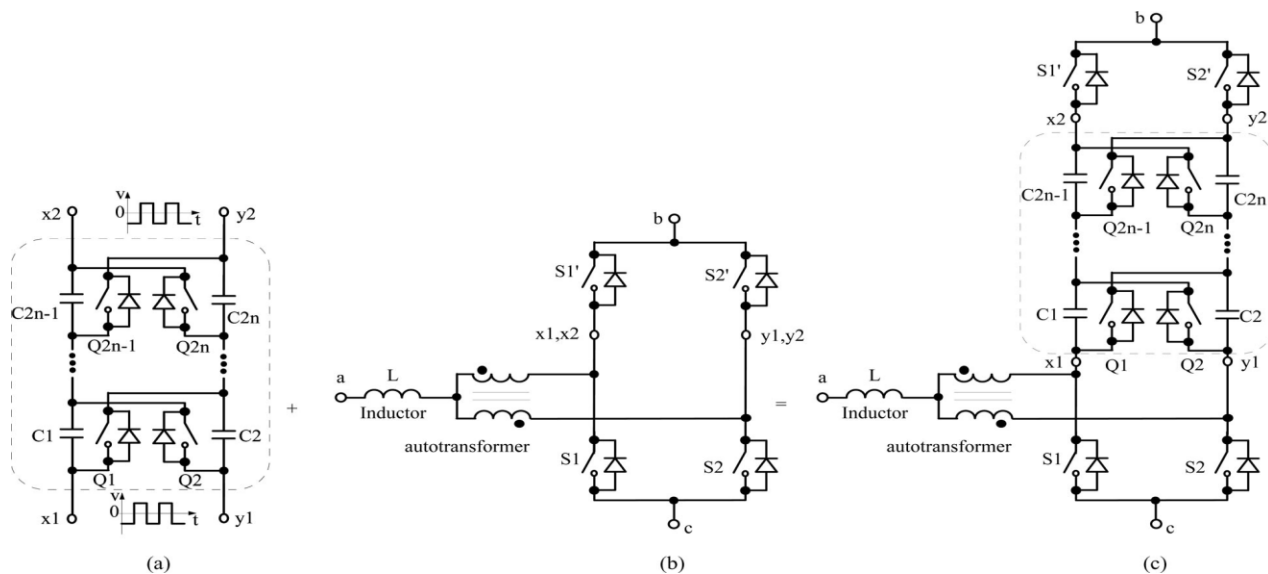 x2
v
0
t
y2
C2n-1
Q2n-1
Q2n
C2n
C1
Q1
Q2
C2
x1
v
0
t
y1
(a)
+
b
S1'
S2'
x1,x2
y1,y2
a
L
Inductor
autotransformer
S1
S2
c
(b)
=
b
S1'
S2'
x2
y2
C2n-1
Q2n-1
Q2n
C2n
C1
C2
x1
Q1
Q2
y1
a
L
Inductor
autotransformer
S1
S2
c
(c)